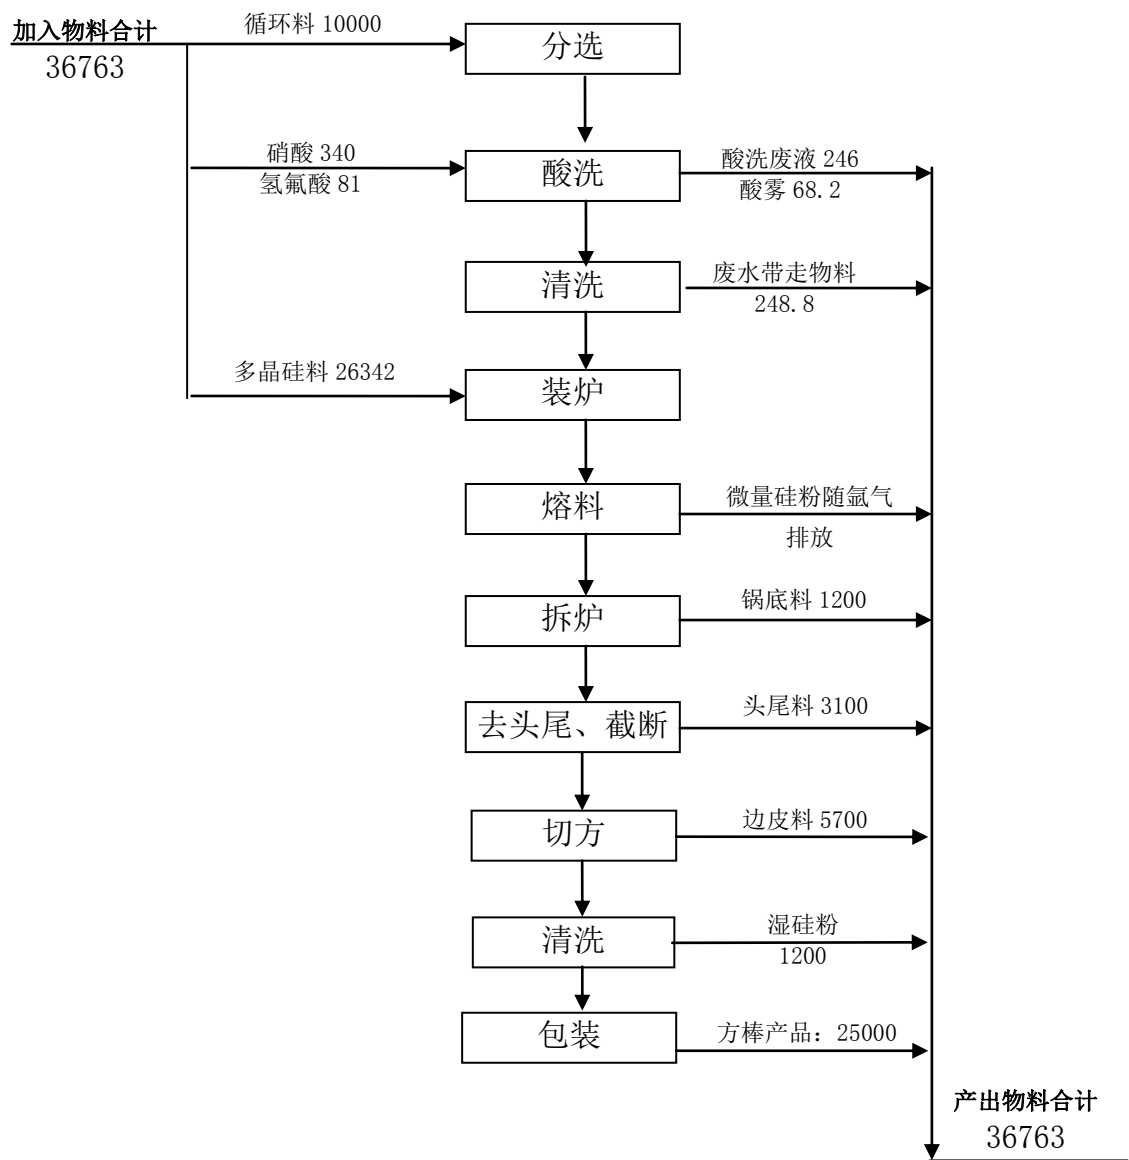 加入物料合计
36763
循环料 10000
分选
硝酸 340
氢氟酸 81
酸洗
酸洗废液 246
酸雾 68.2
清洗
废水带走物料
248.8
多晶硅料 26342
装炉
熔料
微量硅粉随氩气
排放
拆炉
锅底料 1200
去头尾、截断
头尾料 3100
切方
边皮料 5700
清洗
湿硅粉
1200
包装
方棒产品：25000
产出物料合计
36763